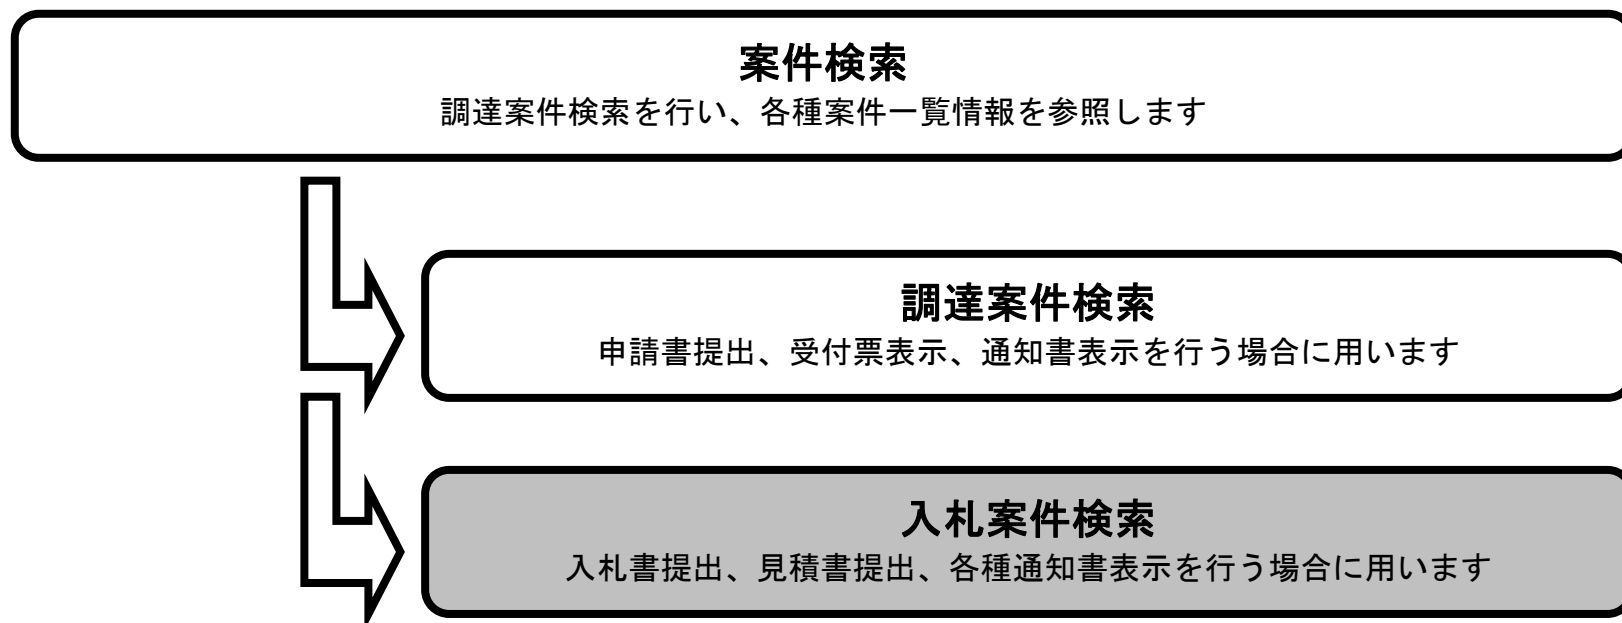 案件検索
調達案件検索を行い、各種案件一覧情報を参照します
調達案件検索
申請書提出、受付票表示、通知書表示を行う場合に用います
入札案件検索
入札書提出、見積書提出、各種通知書表示を行う場合に用います